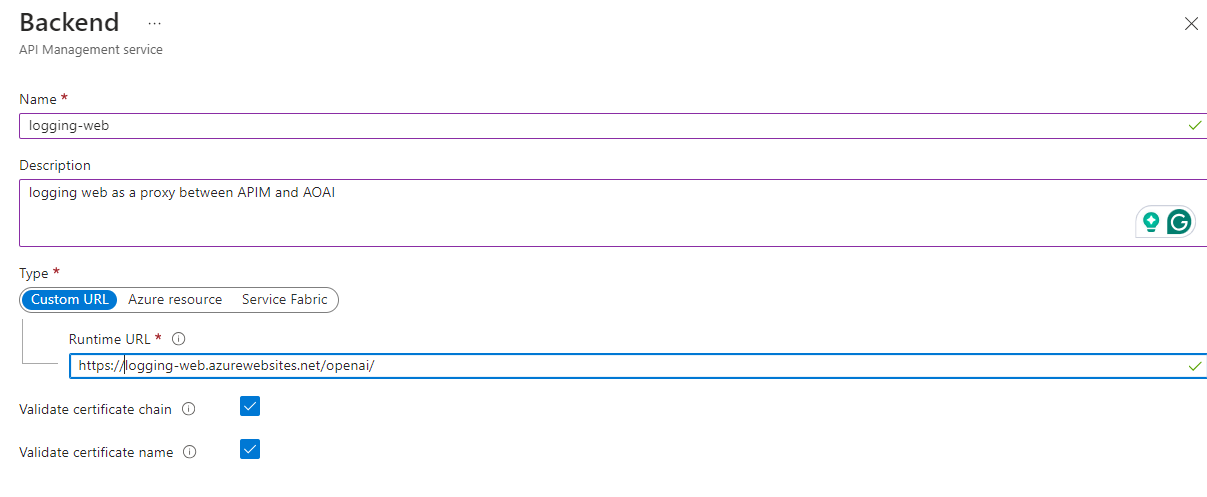 Backend ...
API Management service
Name *
logging-web
Description
logging web as a proxy between APIM and AOAI
Type *
Custom URL Azure resource Service Fabric
Runtime URL *
https://logging-web.azurewebsites.net/openai/
Validate certificate chain
Validate certificate name